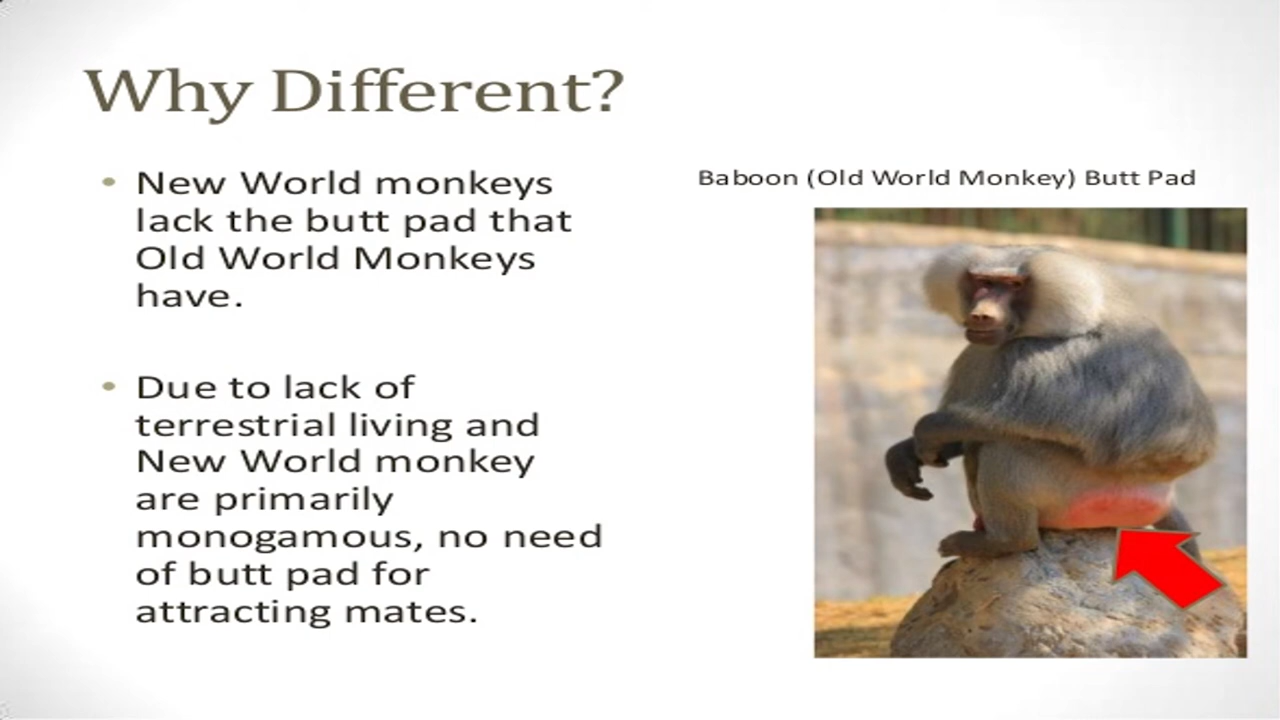 Why Different?
• New World monkeys
lack the butt pad that
Old World Monkeys
have.
• Due to lack of
terrestrial living and
New World monkey
are primarily
monogamous, no need
of butt pad for
attracting mates.
Baboon (Old World Monkey) Butt Pad